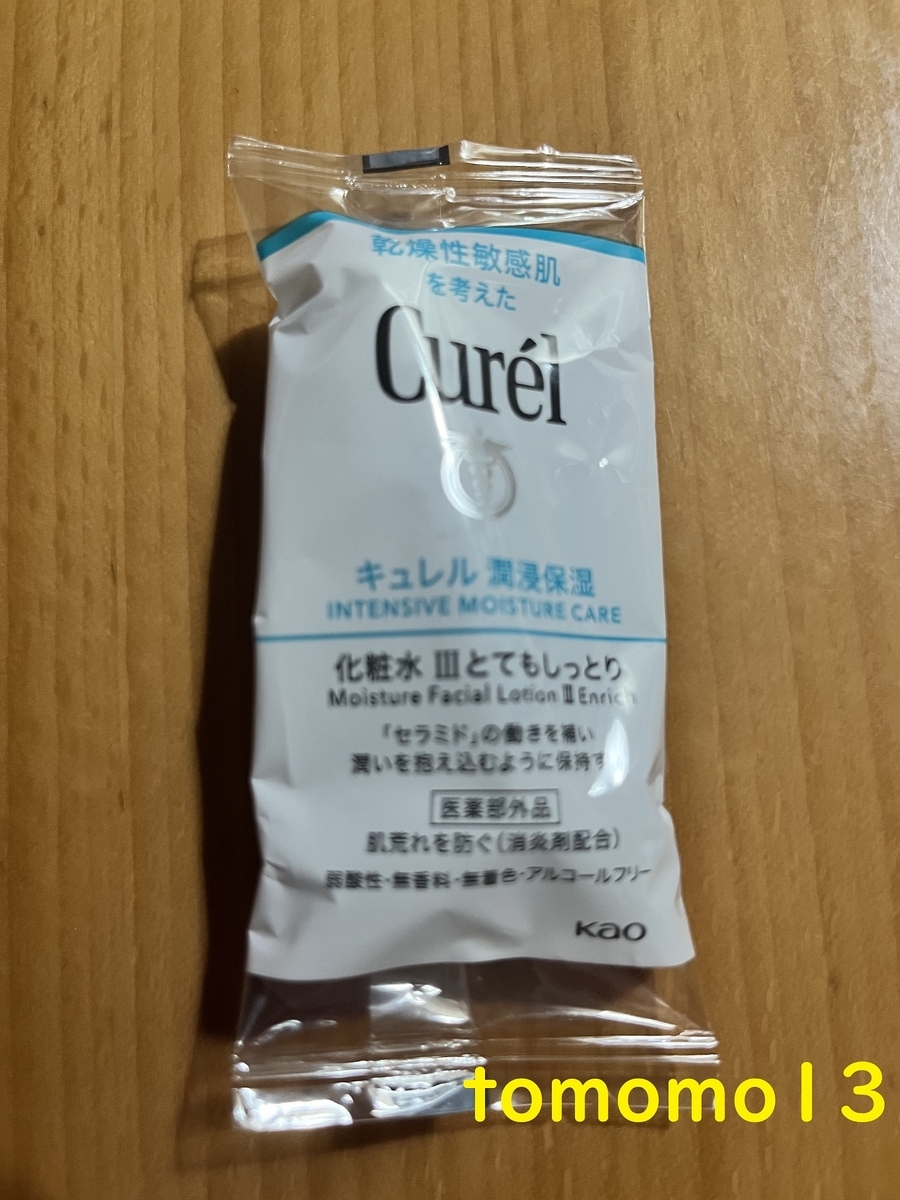 乾燥性敏感肌
を考えた
Curél
キュレル 潤浸保湿
INTENSIVE MOISTURE CARE
化粧水 Ⅲ とてもしっとり
Moisture Facial Lotion Ⅲ Enrich
「セラミド」の働きを補い
潤いを抱え込むように保持す
医薬部外品
肌荒れを防ぐ(消炎剤配合)
弱酸性・無香料・無着色・アルコールフリー
Kao
tomomo13